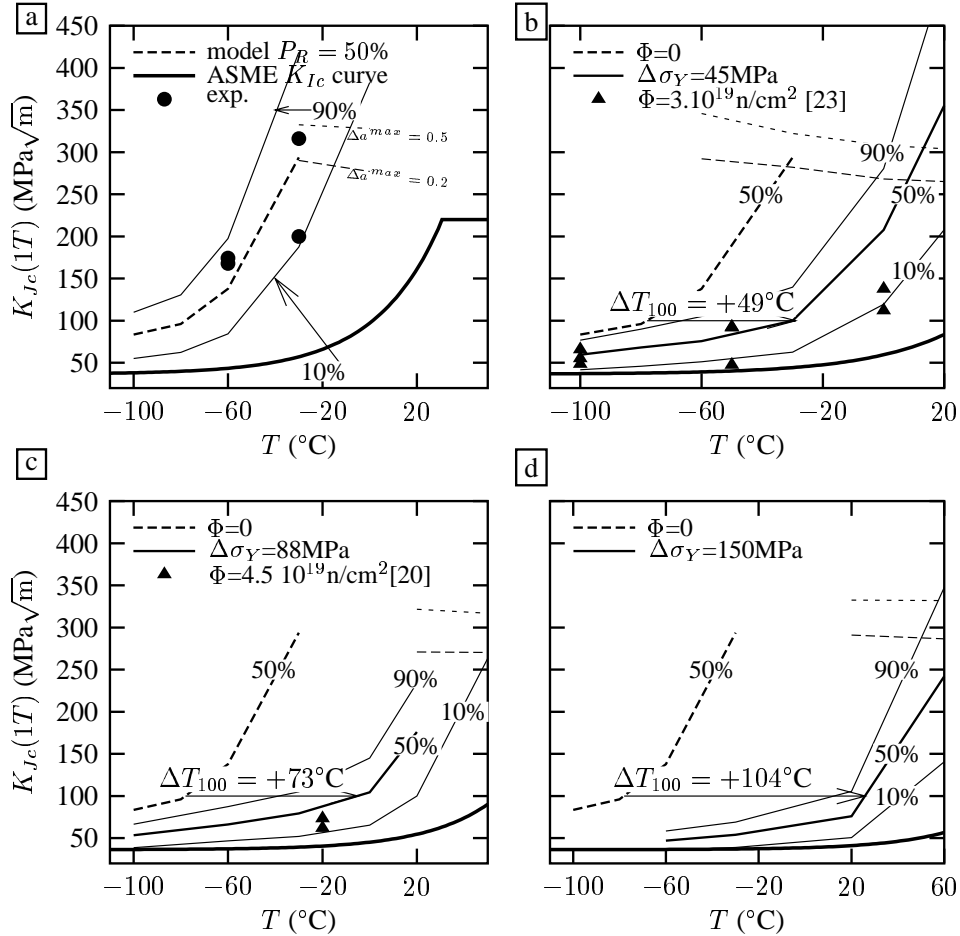 a
450
400
350
300
250
200
150
100
50
K_Jc(1T) (MPa√m)
model P_R = 50%
ASME K_Ic curve
exp.
90%
Δa^max = 0.5
Δa^max = 0.2
10%
−100 −60 −20 20
T (°C)
b
Φ=0
Δσ_Y=45MPa
Φ=3.10^19n/cm^2 [23]
90%
50%
50%
10%
ΔT_100 = +49°C
−100 −60 −20 20
T (°C)
c
450
400
350
300
250
200
150
100
50
K_Jc(1T) (MPa√m)
Φ=0
Δσ_Y=88MPa
Φ=4.5 10^19n/cm^2[20]
50%
90%
10%
50%
ΔT_100 = +73°C
−100 −60 −20 20
T (°C)
d
Φ=0
Δσ_Y=150MPa
50%
90%
50%
10%
ΔT_100 = +104°C
−100 −60 −20 20 60
T (°C)